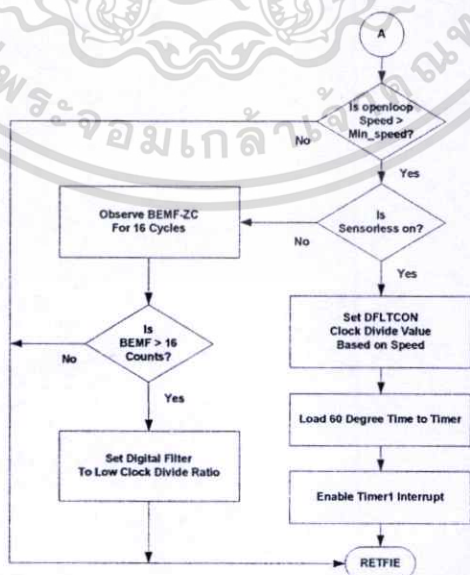 A
Is openloop
Speed >
Min_speed?
No
Yes
Observe BEMF-ZC
For 16 Cycles
Is
Sensorless on?
No
Yes
Set DFLTCON
Clock Divide Value
Based on Speed
Is
BEMF > 16
Counts?
No
Yes
Load 60 Degree Time to Timer
Set Digital Filter
To Low Clock Divide Ratio
Enable Timer1 Interrupt
RETFIE